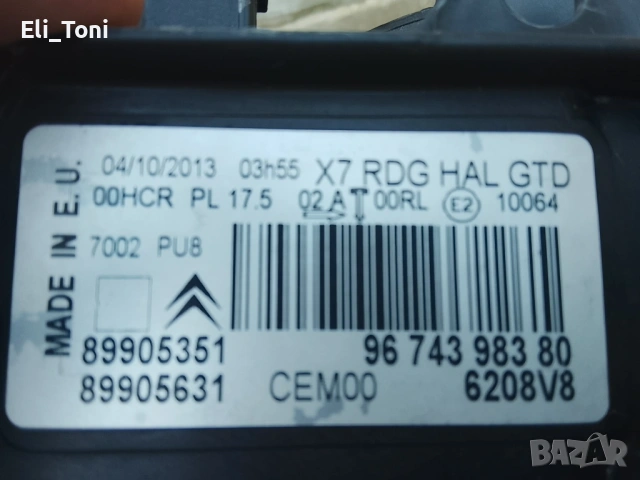 Eli_Toni
MADE IN E.U.
04/10/2013 03h55 X7 RDG HAL GTD
00HCR PL 17.5 02 A 00RL E2 10064
7002 PU8
89905351 96 743 983 80
89905631 CEM00 6208V8
BAZAR